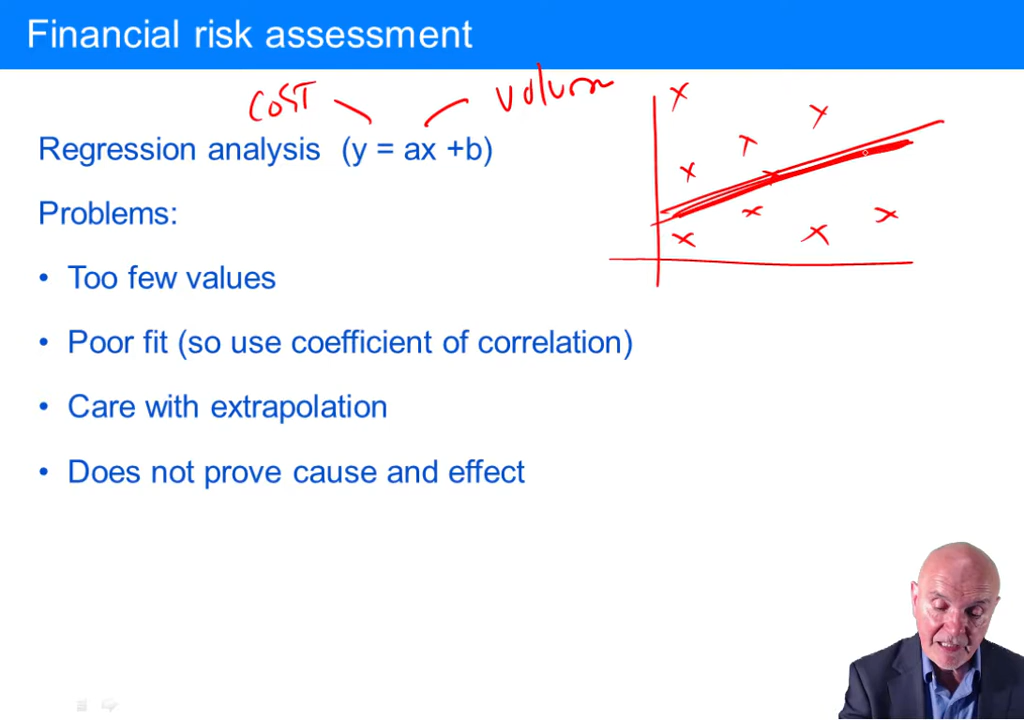 Financial risk assessment
COST volume
Regression analysis (y = ax +b)
Problems:
• Too few values
• Poor fit (so use coefficient of correlation)
• Care with extrapolation
• Does not prove cause and effect